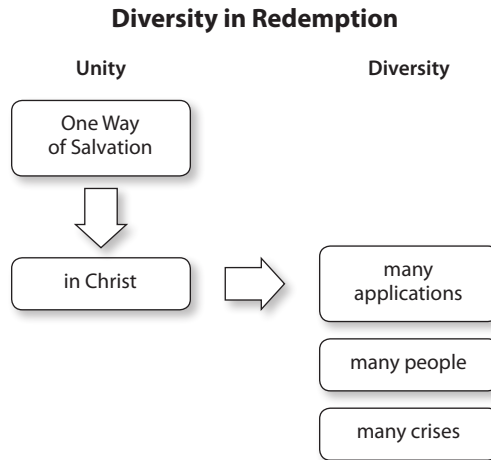 Diversity in Redemption
Unity
Diversity
One Way
of Salvation
in Christ
many
applications
many people
many crises